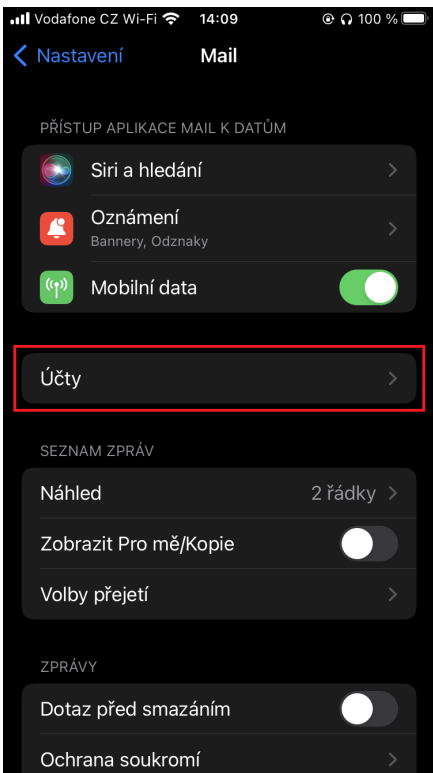 Vodafone CZ Wi-Fi 14:09 100 %
Nastavení Mail
PŘÍSTUP APLIKACE MAIL K DATŮM
Siri a hledání
Oznámení
Bannery, Odznaky
Mobilní data
Účty
SEZNAM ZPRÁV
Náhled 2 řádky
Zobrazit Pro mě/Kopie
Volby přejetí
ZPRÁVY
Dotaz před smazáním
Ochrana soukromí